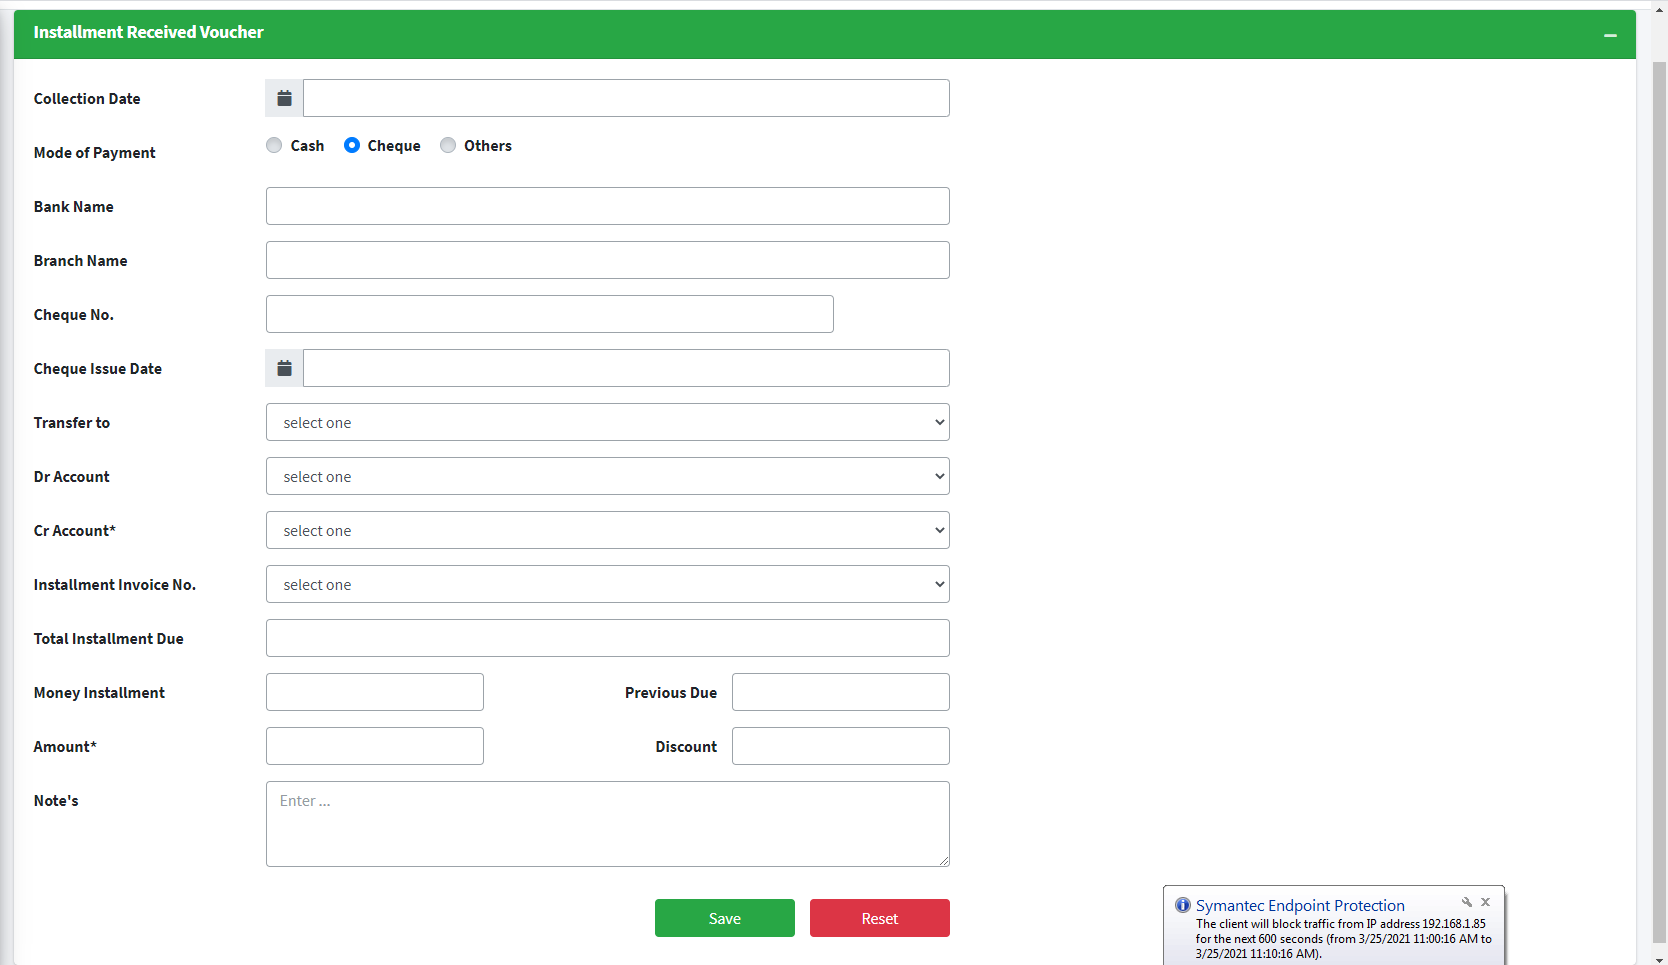 Installment Received Voucher
Collection Date
Mode of Payment Cash Cheque Others
Bank Name
Branch Name
Cheque No.
Cheque Issue Date
Transfer to select one
Dr Account select one
Cr Account* select one
Installment Invoice No. select one
Total Installment Due
Money Installment Previous Due
Amount* Discount
Note's Enter ...
Save Reset
Symantec Endpoint Protection
The client will block traffic from IP address 192.168.1.85
for the next 600 seconds (from 3/25/2021 11:00:16 AM to
3/25/2021 11:10:16 AM).